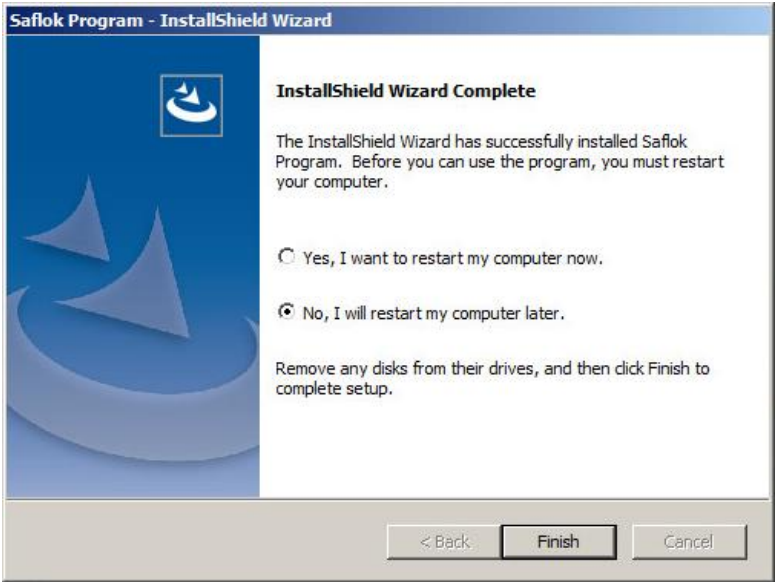 Saflok Program - InstallShield Wizard
InstallShield Wizard Complete
The InstallShield Wizard has successfully installed Saflok
Program.  Before you can use the program, you must restart
your computer.
Yes, I want to restart my computer now.
No, I will restart my computer later.
Remove any disks from their drives, and then click Finish to
complete setup.
< Back
Finish
Cancel